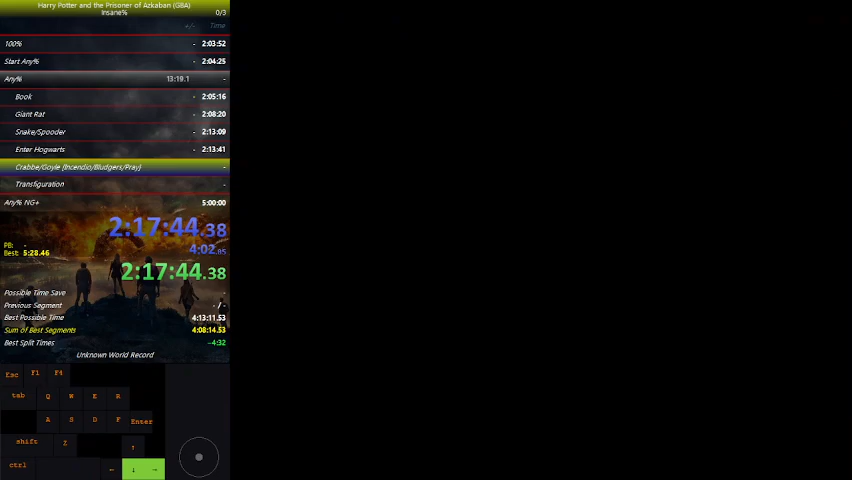 Harry Potter and the Prisoner of Azkaban (GBA)
Insane% 0/3
+/- Time
100% - 2:03:52
Start Any% - 2:04:25
Any% 13:19.1 -
Book - 2:05:16
Giant Rat - 2:08:20
Snake/Spooder - 2:13:09
Enter Hogwarts - 2:13:41
Crabbe/Goyle (Incendio/Bludgers/Pray) -
Transfiguration -
Any% NG+ 5:00:00
2:17:44.38
PB: - 4:02.85
Best: 5:28.46
2:17:44.38
Possible Time Save -
Previous Segment - / -
Best Possible Time 4:13:11.53
Sum of Best Segments 4:08:14.53
Best Split Times -4:32
Unknown World Record
Esc F1 F4
tab Q W E R
A S D F Enter
shift Z ↑
ctrl ← ↓ →